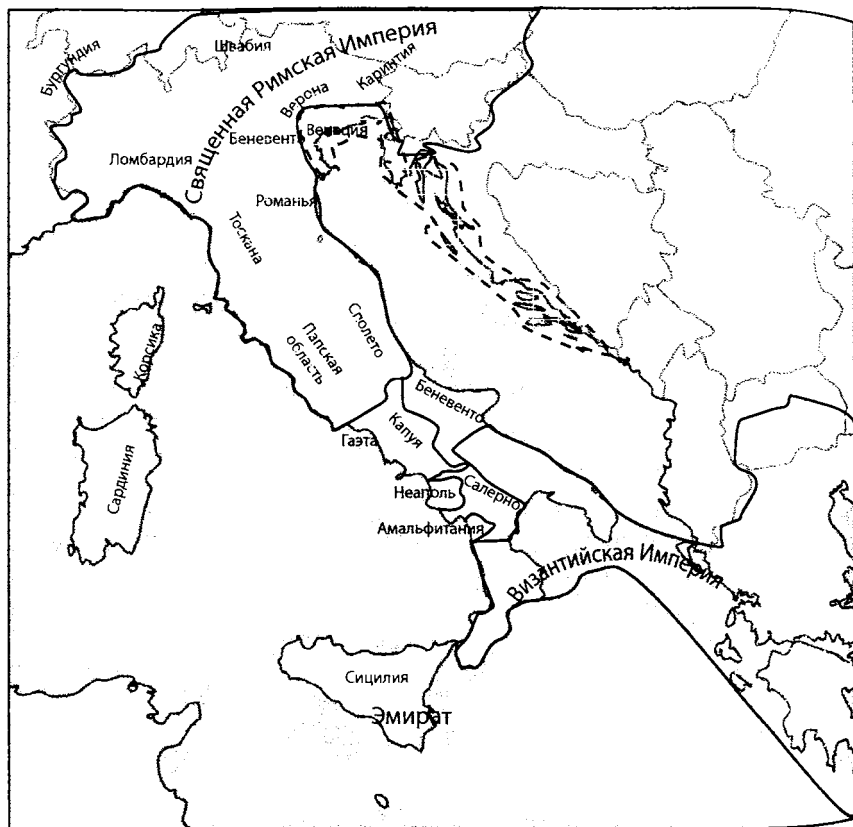 Бургундия
Швабия
Священная Римская Империя
Каринтия
Верона
Беневенто
Венеция
Ломбардия
Романья
Тоскана
Сполето
Папская
область
Корсика
Сардиния
Беневенто
Капуя
Гаэта
Неаполь
Салерно
Амальфитания
Византийская Империя
Сицилия
Эмират